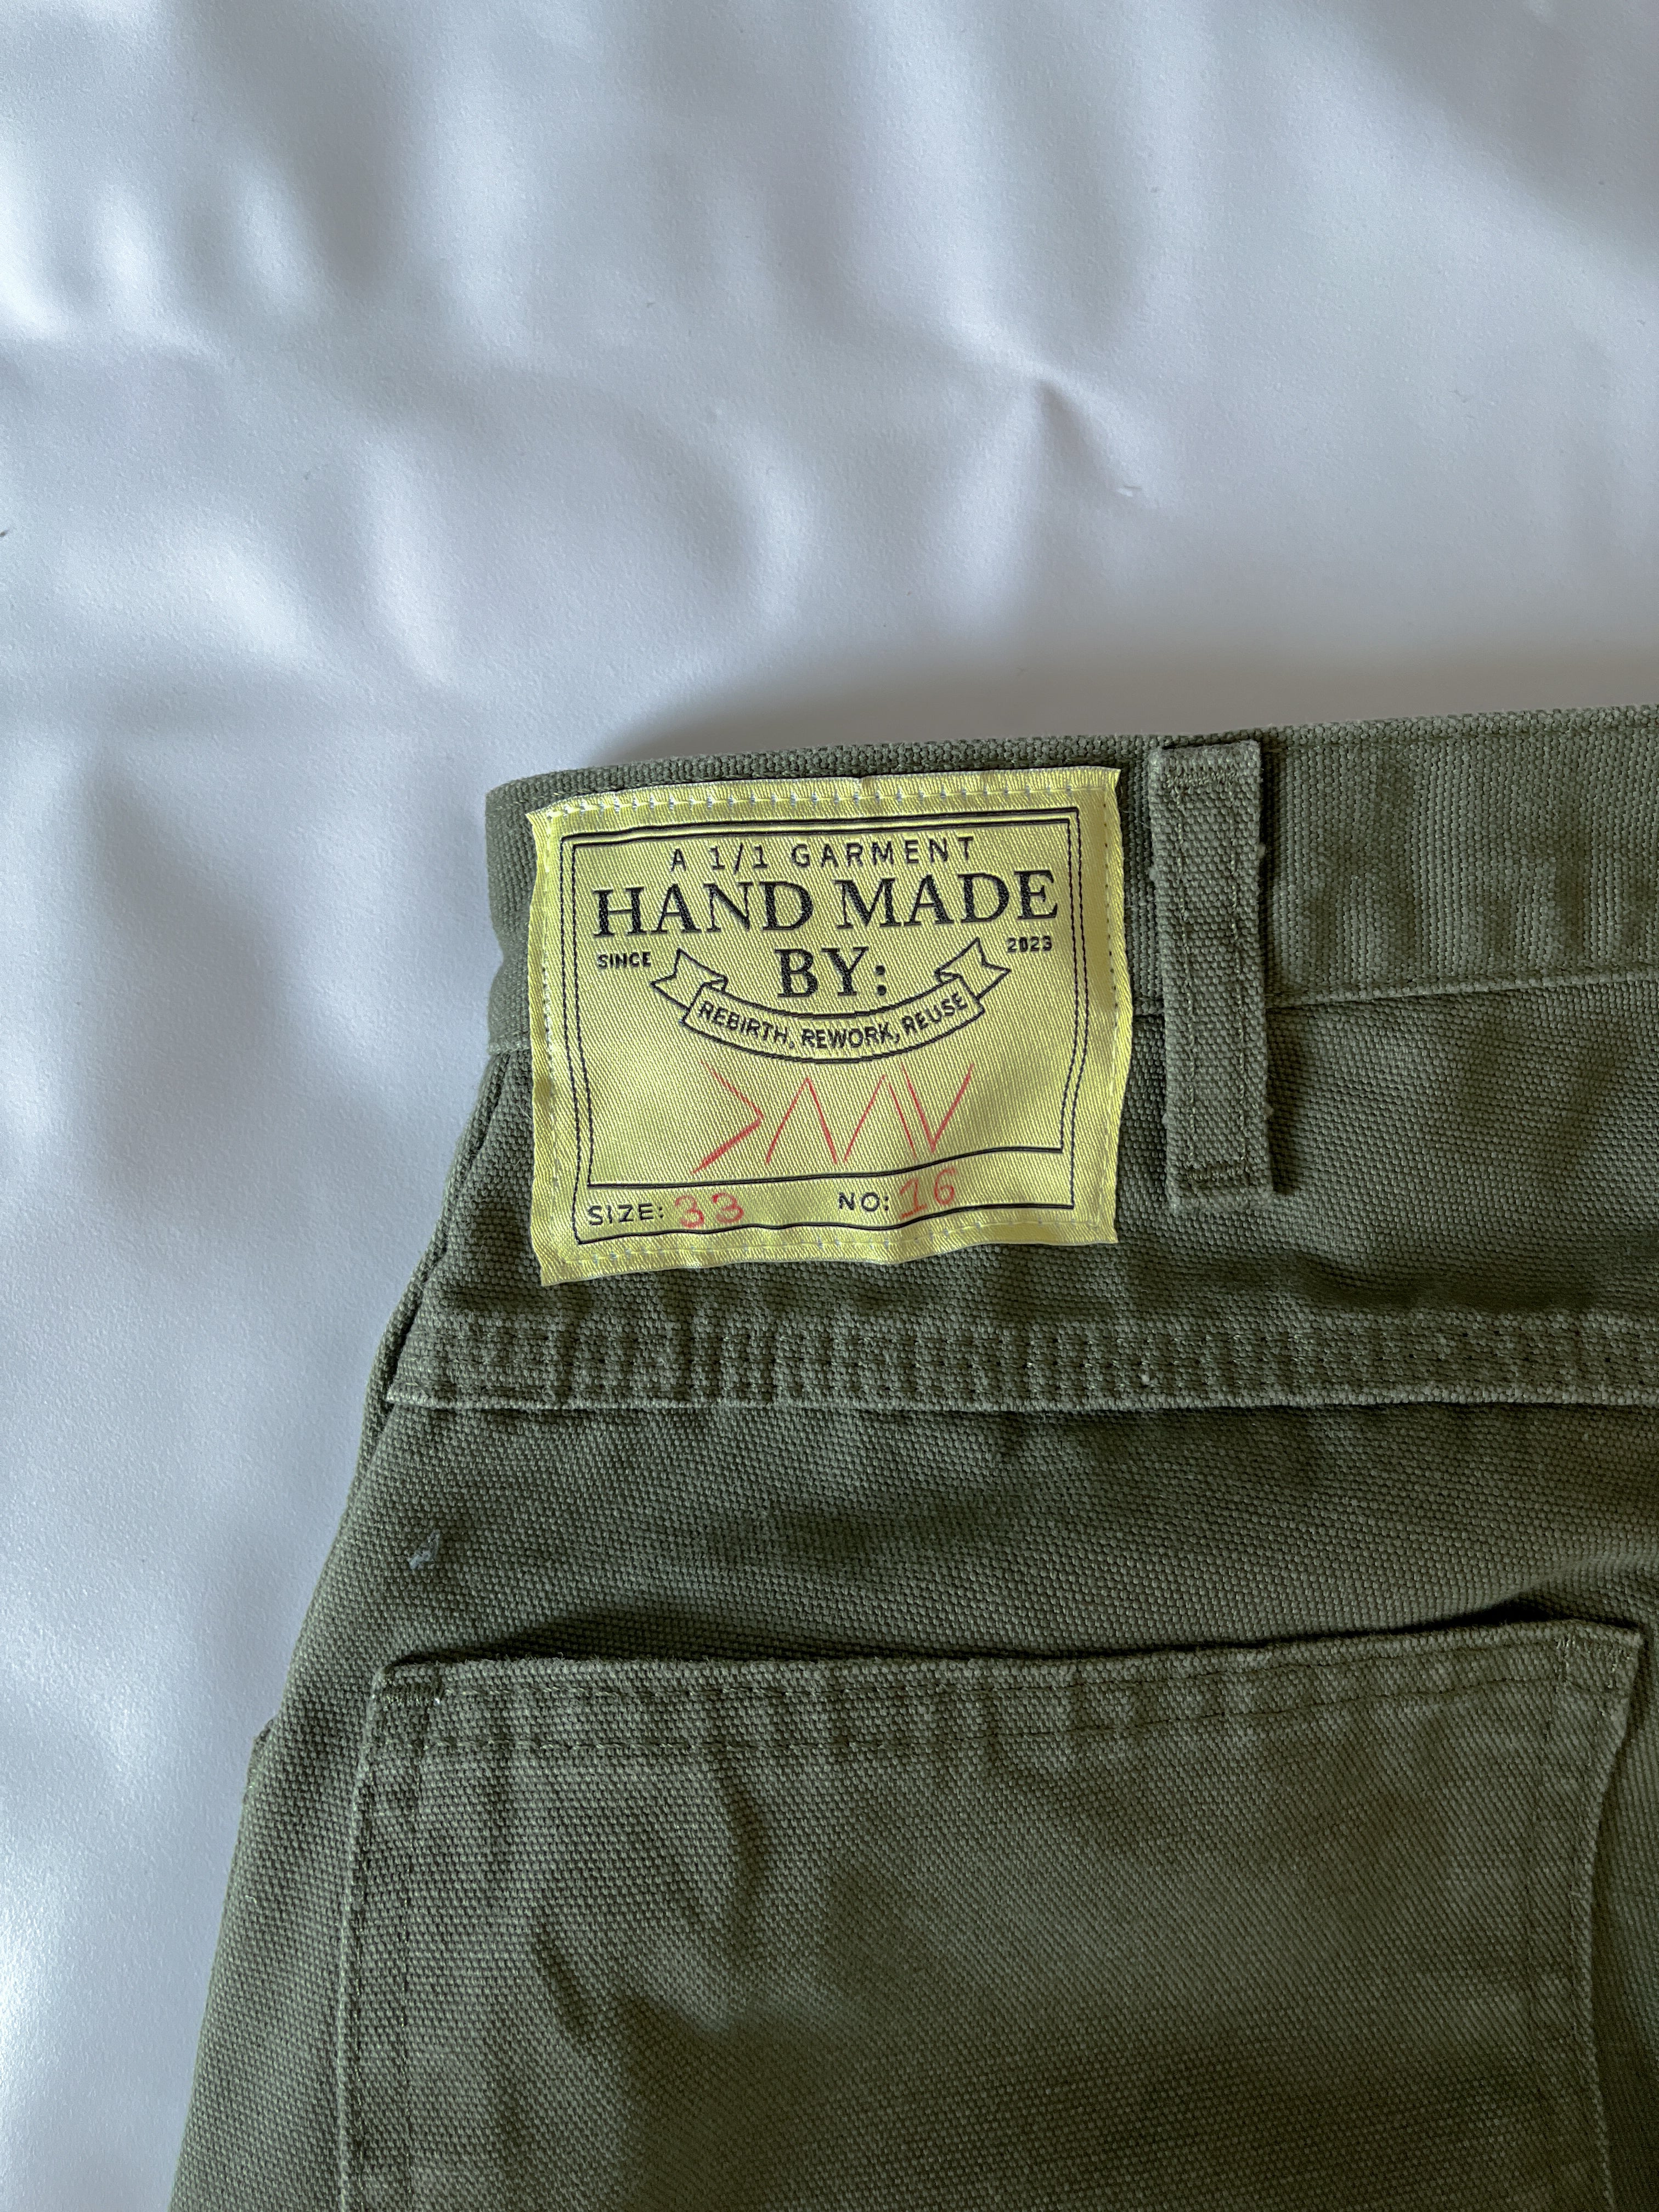 A 1/1 GARMENT
HAND MADE
SINCE BY: 2023
REBIRTH, REWORK, REUSE
SIZE: 33 NO: 16